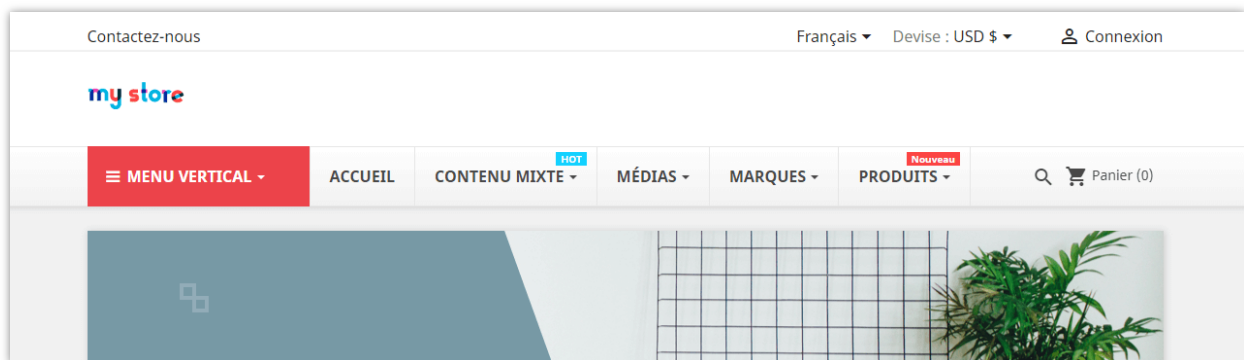 Contactez-nous
Français Devise : USD $ Connexion
my store
HOT Nouveau
MENU VERTICAL ACCUEIL CONTENU MIXTE MÉDIAS MARQUES PRODUITS Panier (0)